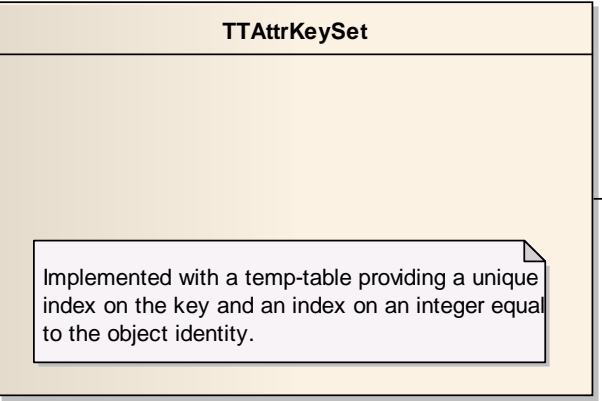 TTAttrKeySet
Implemented with a temp-table providing a unique
index on the key and an index on an integer equal
to the object identity.